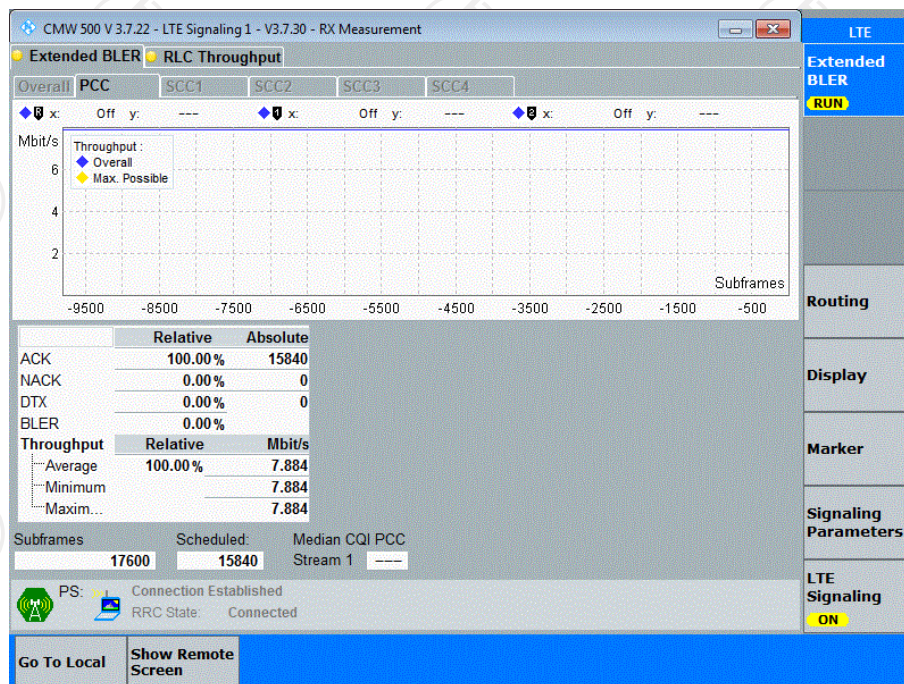 CMW 500 V 3.7.22 - LTE Signaling 1 - V3.7.30 - RX Measurement
LTE
Extended BLER RLC Throughput
Extended
BLER
RUN
Overall PCC SCC1 SCC2 SCC3 SCC4
R x: Off y: --- 1 x: Off y: --- 2 x: Off y: ---
Mbit/s
Throughput :
Overall
Max. Possible
6
4
2
Subframes
-9500 -8500 -7500 -6500 -5500 -4500 -3500 -2500 -1500 -500
Routing
Relative Absolute
ACK 100.00 % 15840
NACK 0.00 % 0
DTX 0.00 % 0
BLER 0.00 %
Throughput Relative Mbit/s
Average 100.00 % 7.884
Minimum 7.884
Maxim... 7.884
Display
Marker
Signaling
Parameters
Subframes Scheduled: Median CQI PCC
17600 15840 Stream 1 ---
PS: Connection Established
RRC State: Connected
LTE
Signaling
ON
Go To Local
Show Remote
Screen